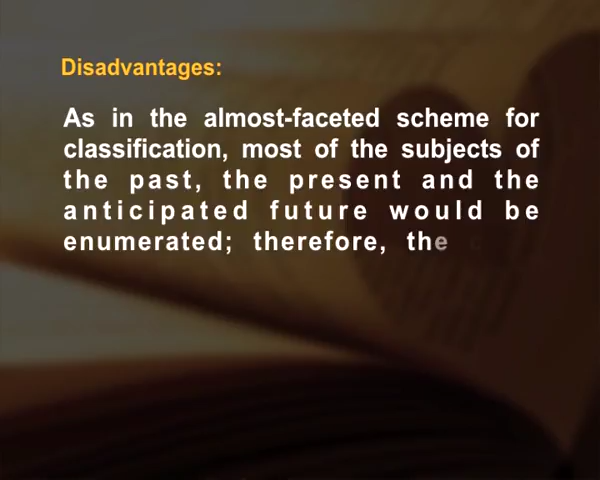 Disadvantages:
As in the almost-faceted scheme for
classification, most of the subjects of
the past, the present and the
anticipated future would be
enumerated; therefore, the